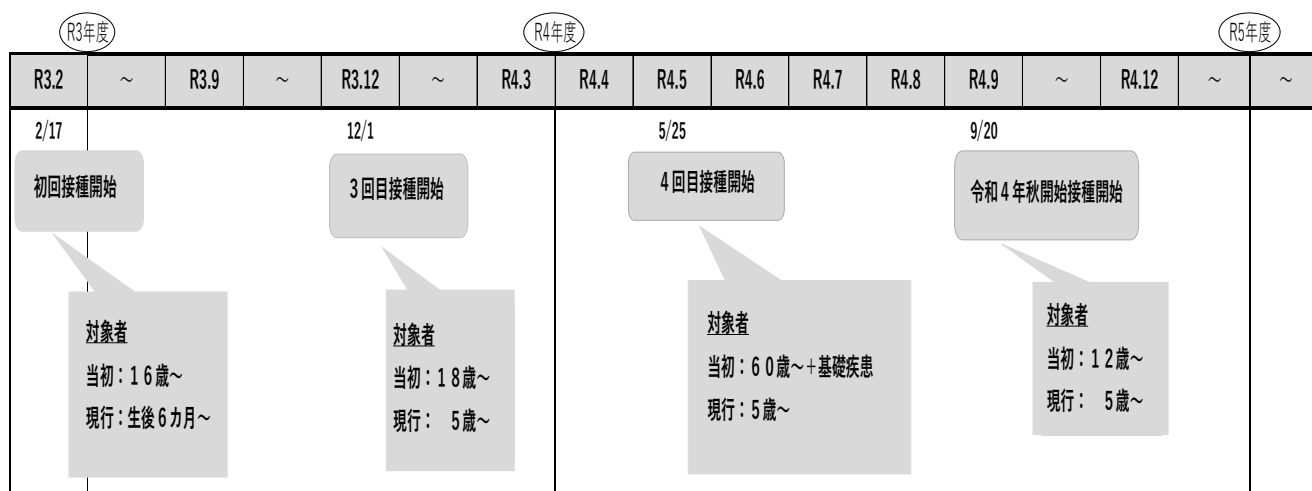 R3年度 R4年度 R5年度
R3.2 ～ R3.9 ～ R3.12 ～ R4.3 R4.4 R4.5 R4.6 R4.7 R4.8 R4.9 ～ R4.12 ～ ～
2/17 12/1 5/25 9/20
初回接種開始
3回目接種開始
4回目接種開始
令和４年秋開始接種開始
対象者
当初：１６歳～
現行：生後６カ月～
対象者
当初：１８歳～
現行：　５歳～
対象者
当初：６０歳～＋基礎疾患
現行：５歳～
対象者
当初：１２歳～
現行：　５歳～